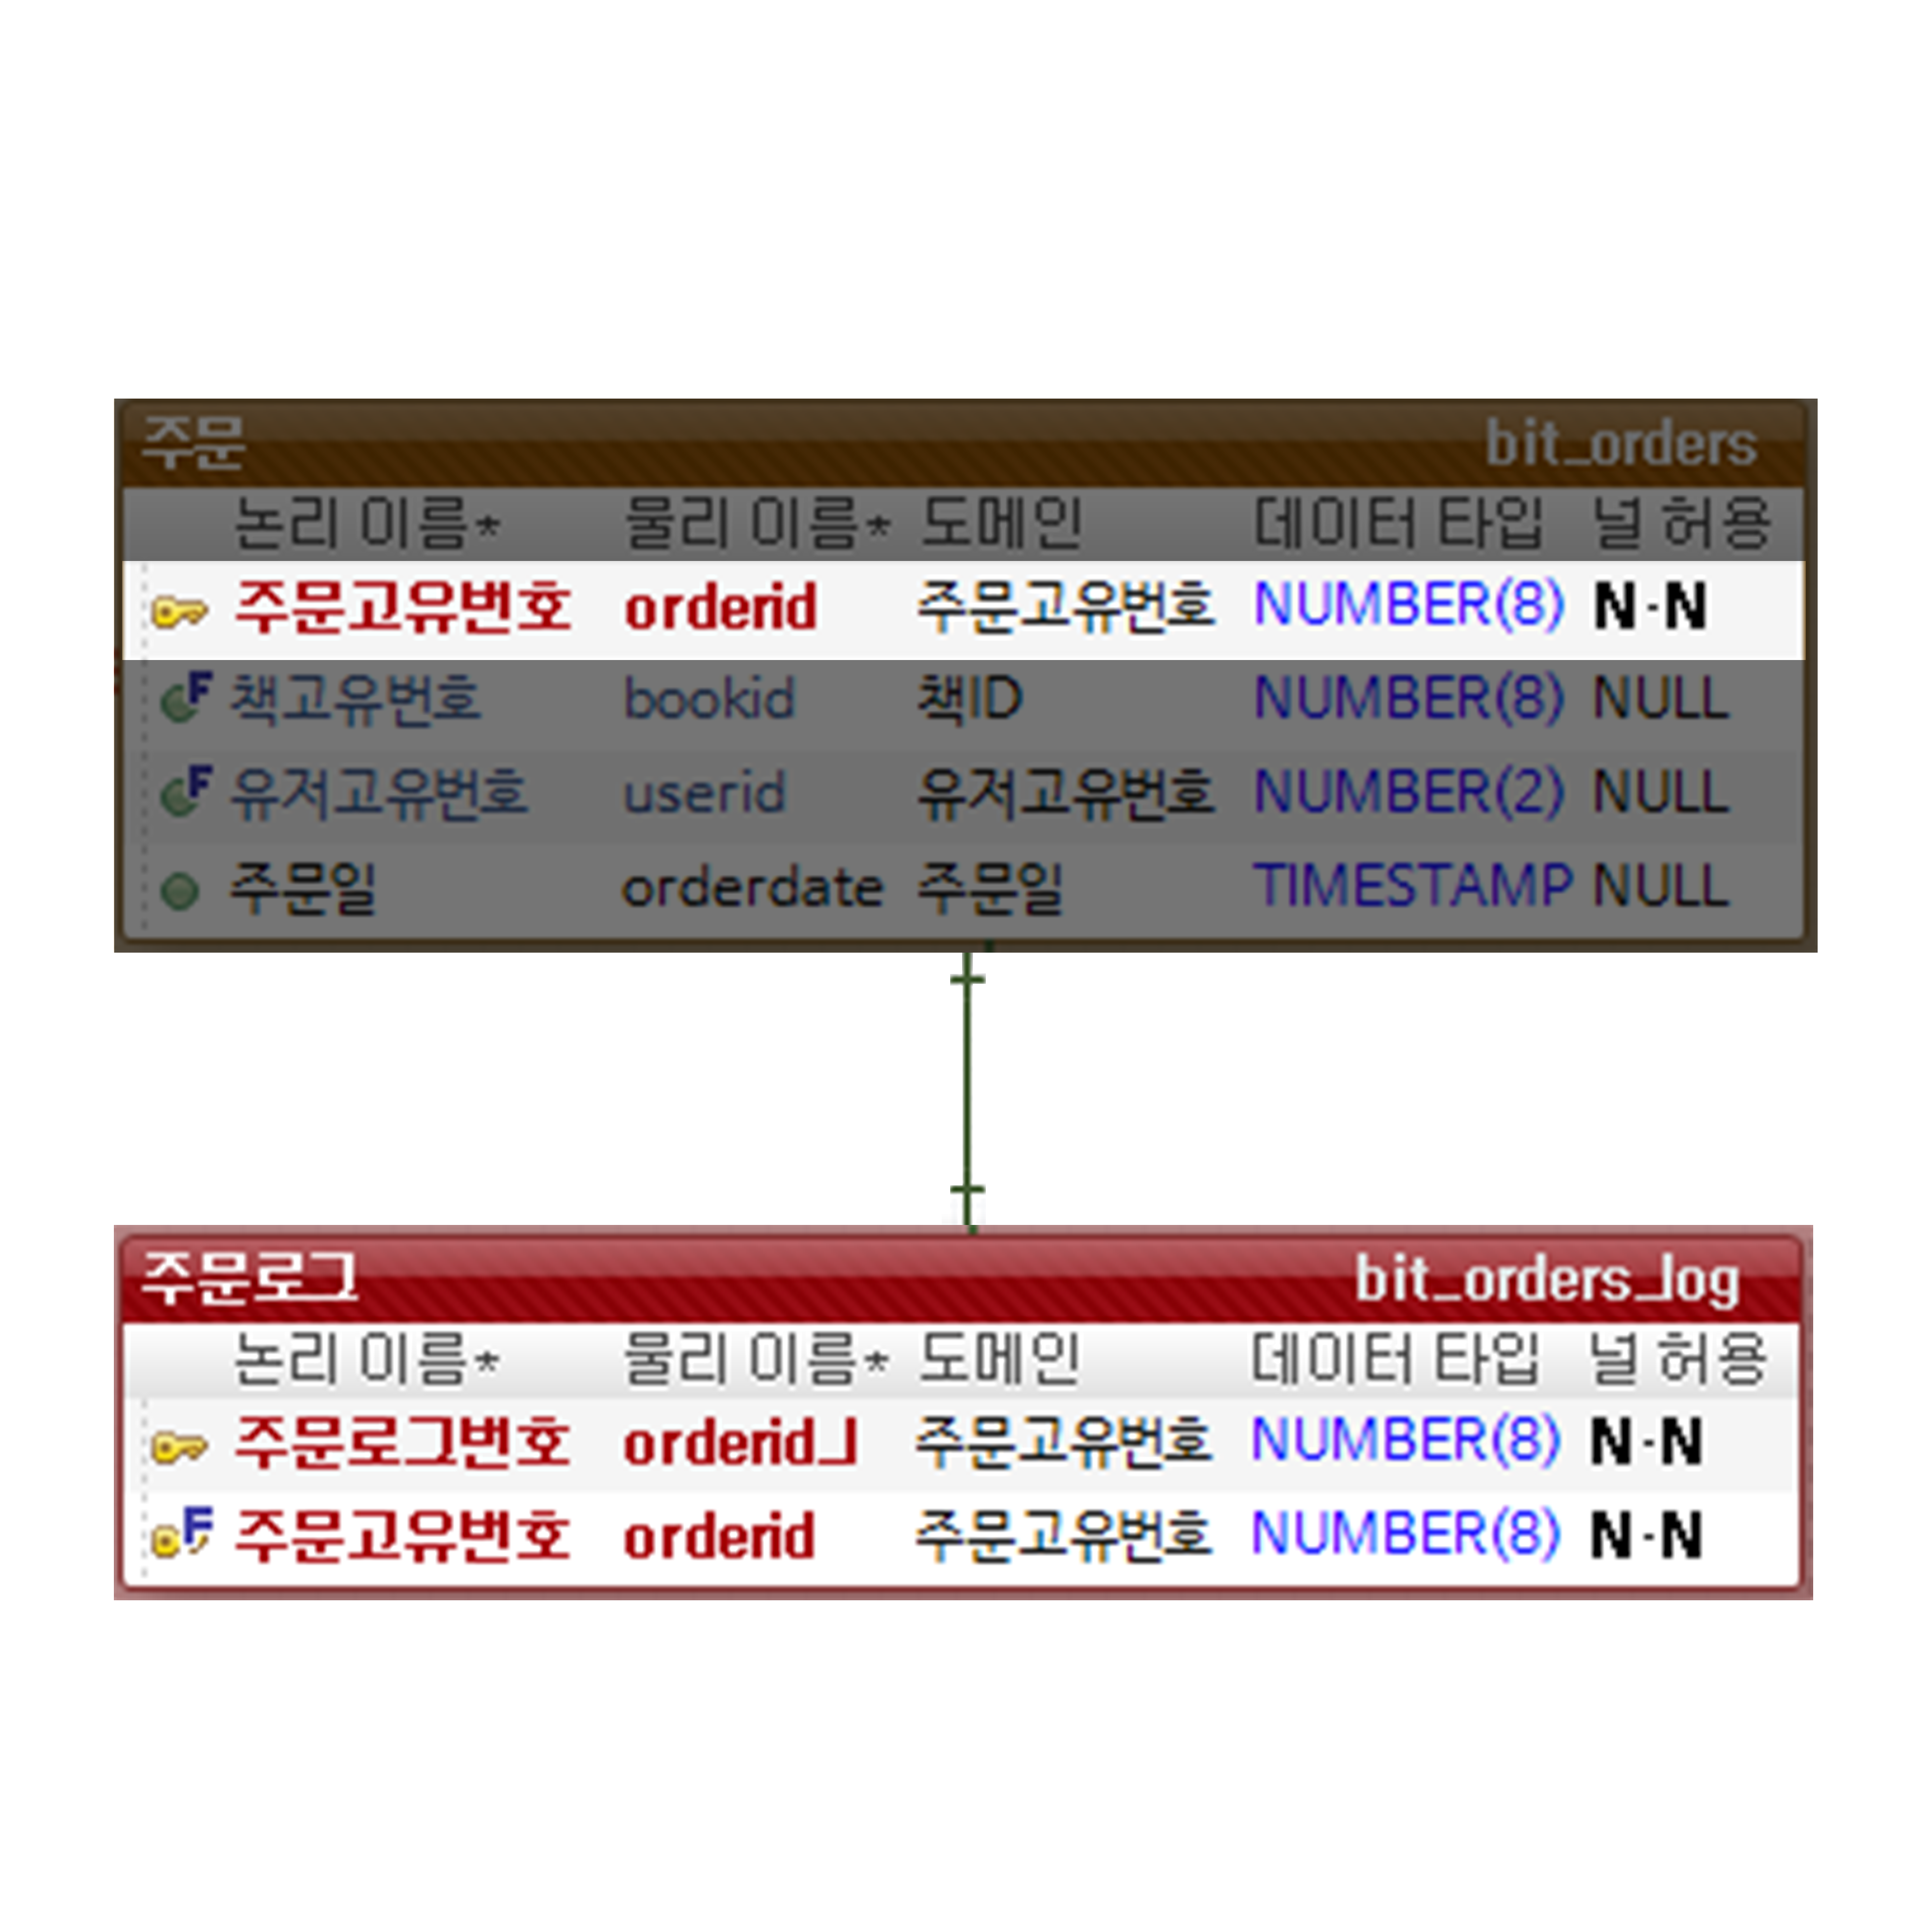 주문 bit_orders
논리 이름* 물리 이름* 도메인 데이터 타입 널 허용
주문고유번호 orderid 주문고유번호 NUMBER(8) N-N
F 책고유번호 bookid 책ID NUMBER(8) NULL
F 유저고유번호 userid 유저고유번호 NUMBER(2) NULL
주문일 orderdate 주문일 TIMESTAMP NULL
주문로그 bit_orders_log
논리 이름* 물리 이름* 도메인 데이터 타입 널 허용
주문로그번호 orderid_l 주문고유번호 NUMBER(8) N-N
F 주문고유번호 orderid 주문고유번호 NUMBER(8) N-N